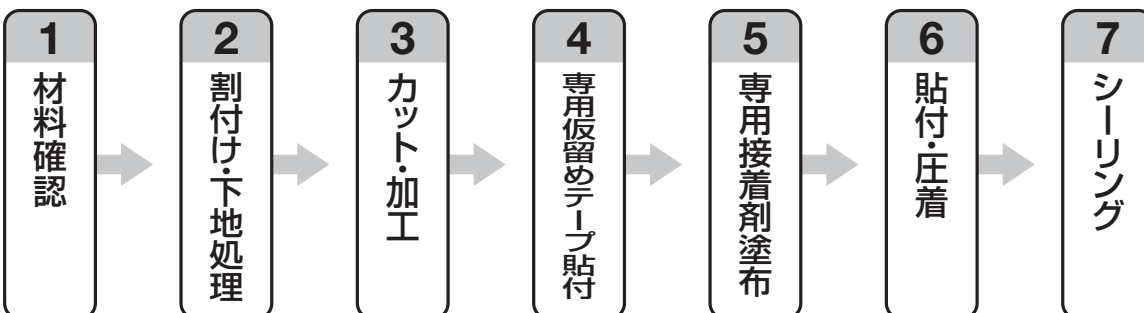 1
材料確認
2
割付け・下地処理
3
カット・加工
4
専用仮留めテープ貼付
5
専用接着剤塗布
6
貼付・圧着
7
シーリング